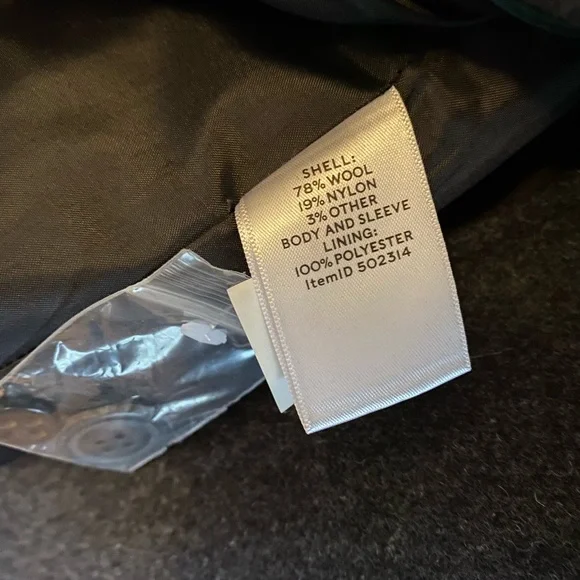 SHELL:
78% WOOL
19% NYLON
3% OTHER
BODY AND SLEEVE
LINING:
100% POLYESTER
ItemID 502314